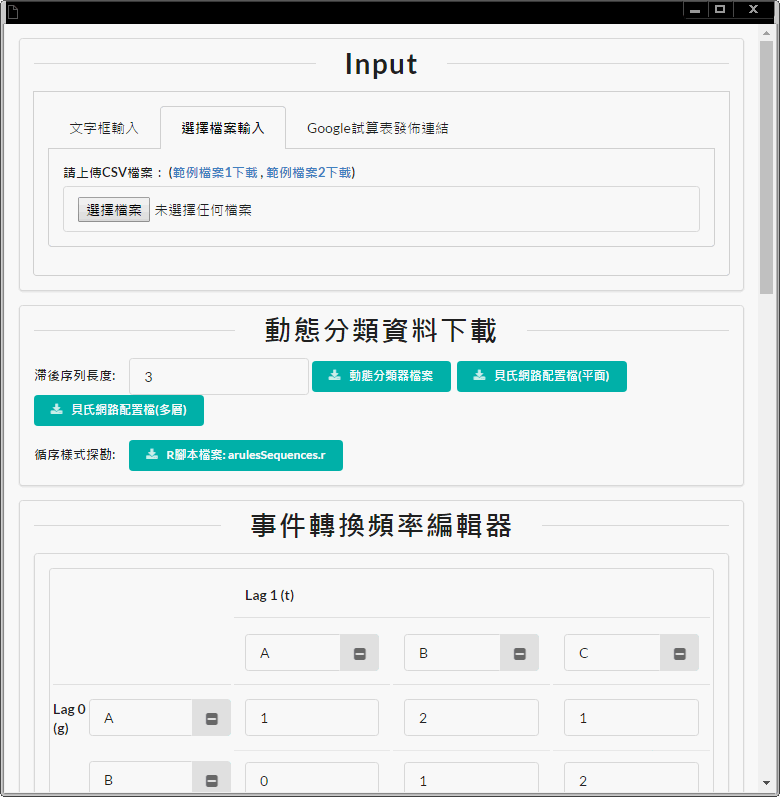 Input
文字框輸入 選擇檔案輸入 Google試算表發佈連結
請上傳CSV檔案: (範例檔案1下載 , 範例檔案2下載)
選擇檔案 未選擇任何檔案
動態分類資料下載
滯後序列長度: 3 動態分類器檔案 貝氏網路配置檔(平面)
貝氏網路配置檔(多層)
循序樣式探勘: R腳本檔案: arulesSequences.r
事件轉換頻率編輯器
Lag 1 (t)
A B C
Lag 0 (g) A 1 2 1
B 0 1 2